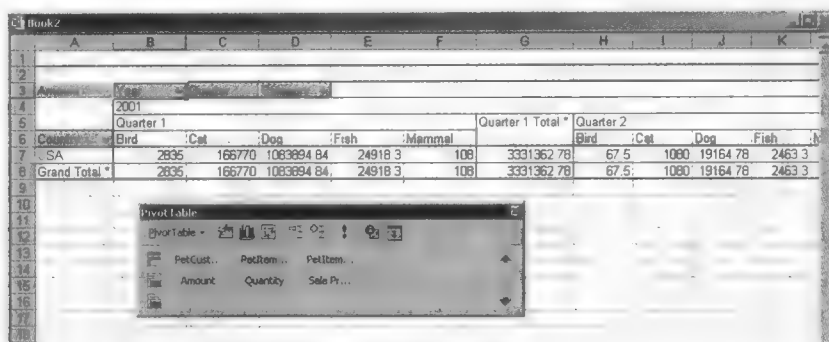 Book2
A B C D E F G H I J K
1
2
3 Year
4 2001
5 Quarter 1 Quarter 1 Total * Quarter 2
6 Country Bird Cat Dog Fish Mammal Bird Cat Dog Fish
7 USA 2835 166770 1083894 84 24918 3 108 3331362 78 67.5 1080 19164 78 2463 3
8 Grand Total * 2835 166770 1083894 84 24918 3 108 3331362 78 67.5 1080 19164 78 2463 3
9
10
11
12
13
14
15
16
17
18
PivotTable
PivotTable
PetCust.. PetItem .. PetItem. .
Amount Quantity Sale Pr...